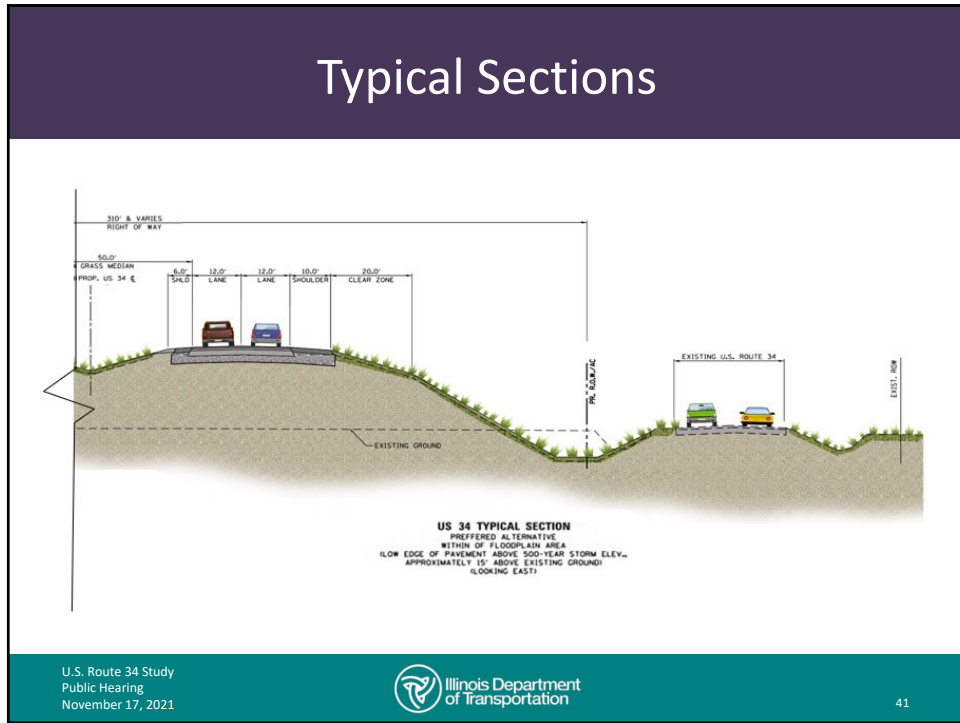 Typical Sections
310' & VARIES
RIGHT OF WAY
50.0'
GRASS MEDIAN
PROP. US 34 ℄
6.0'
SHLD
12.0'
LANE
12.0'
LANE
10.0'
SHOULDER
20.0'
CLEAR ZONE
PR. R.O.W./AC
EXISTING U.S. ROUTE 34
EXIST. ROW
EXISTING GROUND
US 34 TYPICAL SECTION
PREFFERED ALTERNATIVE
WITHIN OF FLOODPLAIN AREA
(LOW EDGE OF PAVEMENT ABOVE 500-YEAR STORM ELEV..
APPROXIMATELY 15' ABOVE EXISTING GROUND)
(LOOKING EAST)
U.S. Route 34 Study
Public Hearing
November 17, 2021
Illinois Department
of Transportation
41